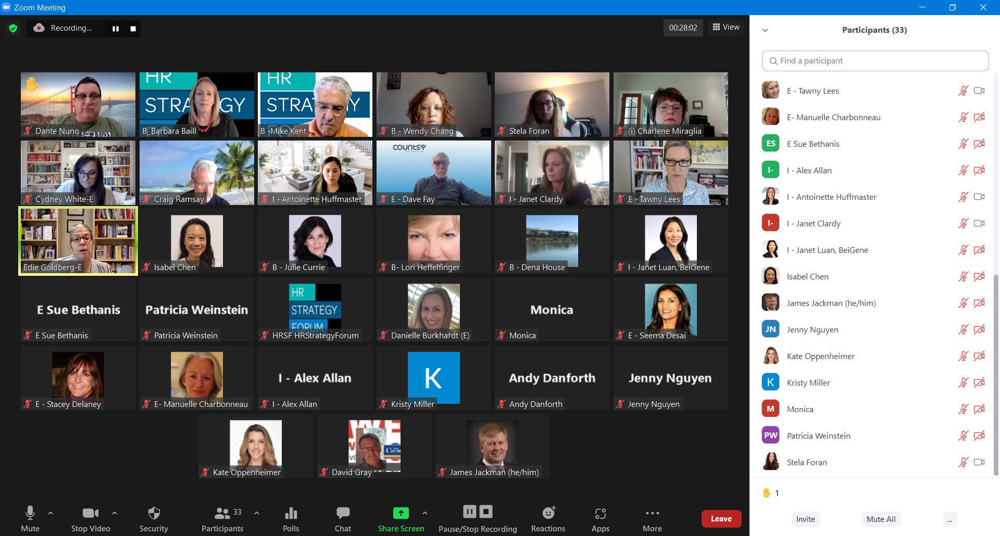 Zoom Meeting
Recording...
00:28:02
View
Dante Nuno
HR
STRATEGY
B Barbara Baill
HR
STRATEGY
B -Mike Kent
B - Wendy Chang
Stela Foran
(i) Charlene Miraglia
Cydney White-E
Craig Ramsay
I - Antoinette Huffmaster
COUNTSY
E - Dave Fay
I - Janet Clardy
E - Tawny Lees
Edie Goldberg-E
Isabel Chen
B - Julie Currie
B- Lori Heffelfinger
B - Dena House
I - Janet Luan, BeiGene
E Sue Bethanis
E Sue Bethanis
Patricia Weinstein
Patricia Weinstein
HR
STRATEGY
FORUM
HRSF HRStrategyForum
Danielle Burkhardt (E)
Monica
Monica
E - Seema Desai
E - Stacey Delaney
E- Manuelle Charbonneau
I - Alex Allan
I - Alex Allan
K
Kristy Miller
Andy Danforth
Andy Danforth
Jenny Nguyen
Jenny Nguyen
Kate Oppenheimer
David Gray
James Jackman (he/him)
Mute
Stop Video
Security
33
Participants
Polls
Chat
Share Screen
Pause/Stop Recording
Reactions
Apps
More
Leave
Participants (33)
Find a participant
E - Tawny Lees
E- Manuelle Charbonneau
ES
E Sue Bethanis
I-
I - Alex Allan
I - Antoinette Huffmaster
I-
I - Janet Clardy
I - Janet Luan, BeiGene
Isabel Chen
James Jackman (he/him)
JN
Jenny Nguyen
Kate Oppenheimer
K
Kristy Miller
M
Monica
PW
Patricia Weinstein
Stela Foran
1
Invite
Mute All
...